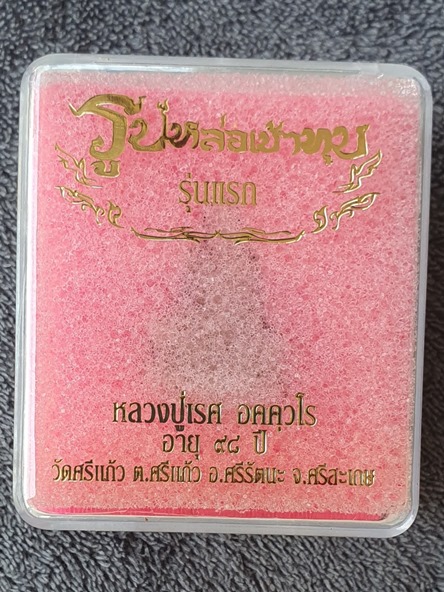 รูปหล่อเบ้าทุบ
รุ่นแรก
หลวงปู่เรศ อคฺควโร
อายุ ๙๘ ปี
วัดศรีแก้ว ต.ศรีแก้ว อ.ศรีรัตนะ จ.ศรีสะเกษ